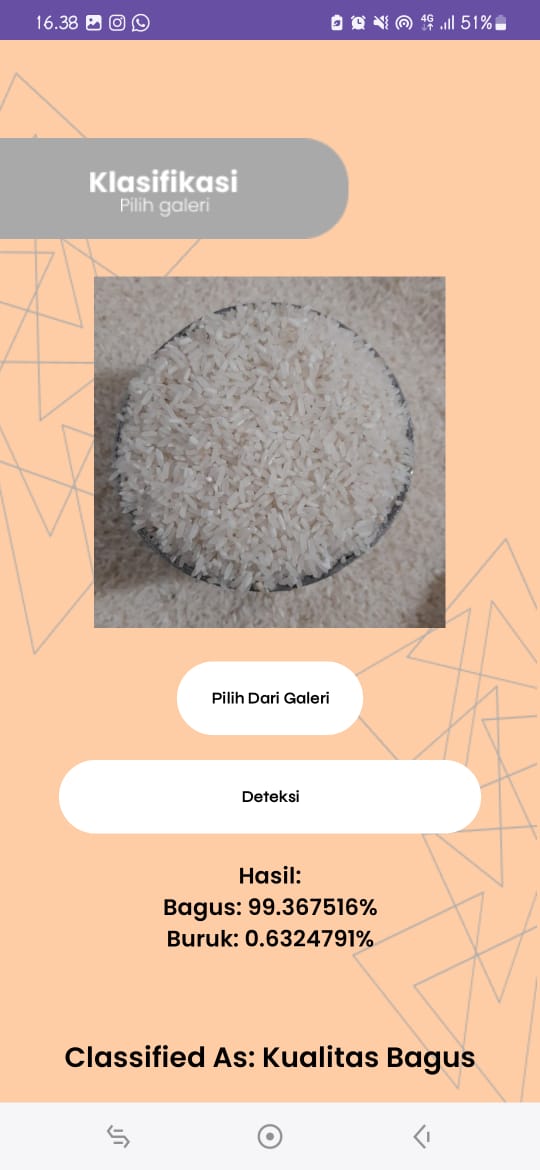 16.38
4G
51%
Klasifikasi
Pilih galeri
Pilih Dari Galeri
Deteksi
Hasil:
Bagus: 99.367516%
Buruk: 0.6324791%
Classified As: Kualitas Bagus